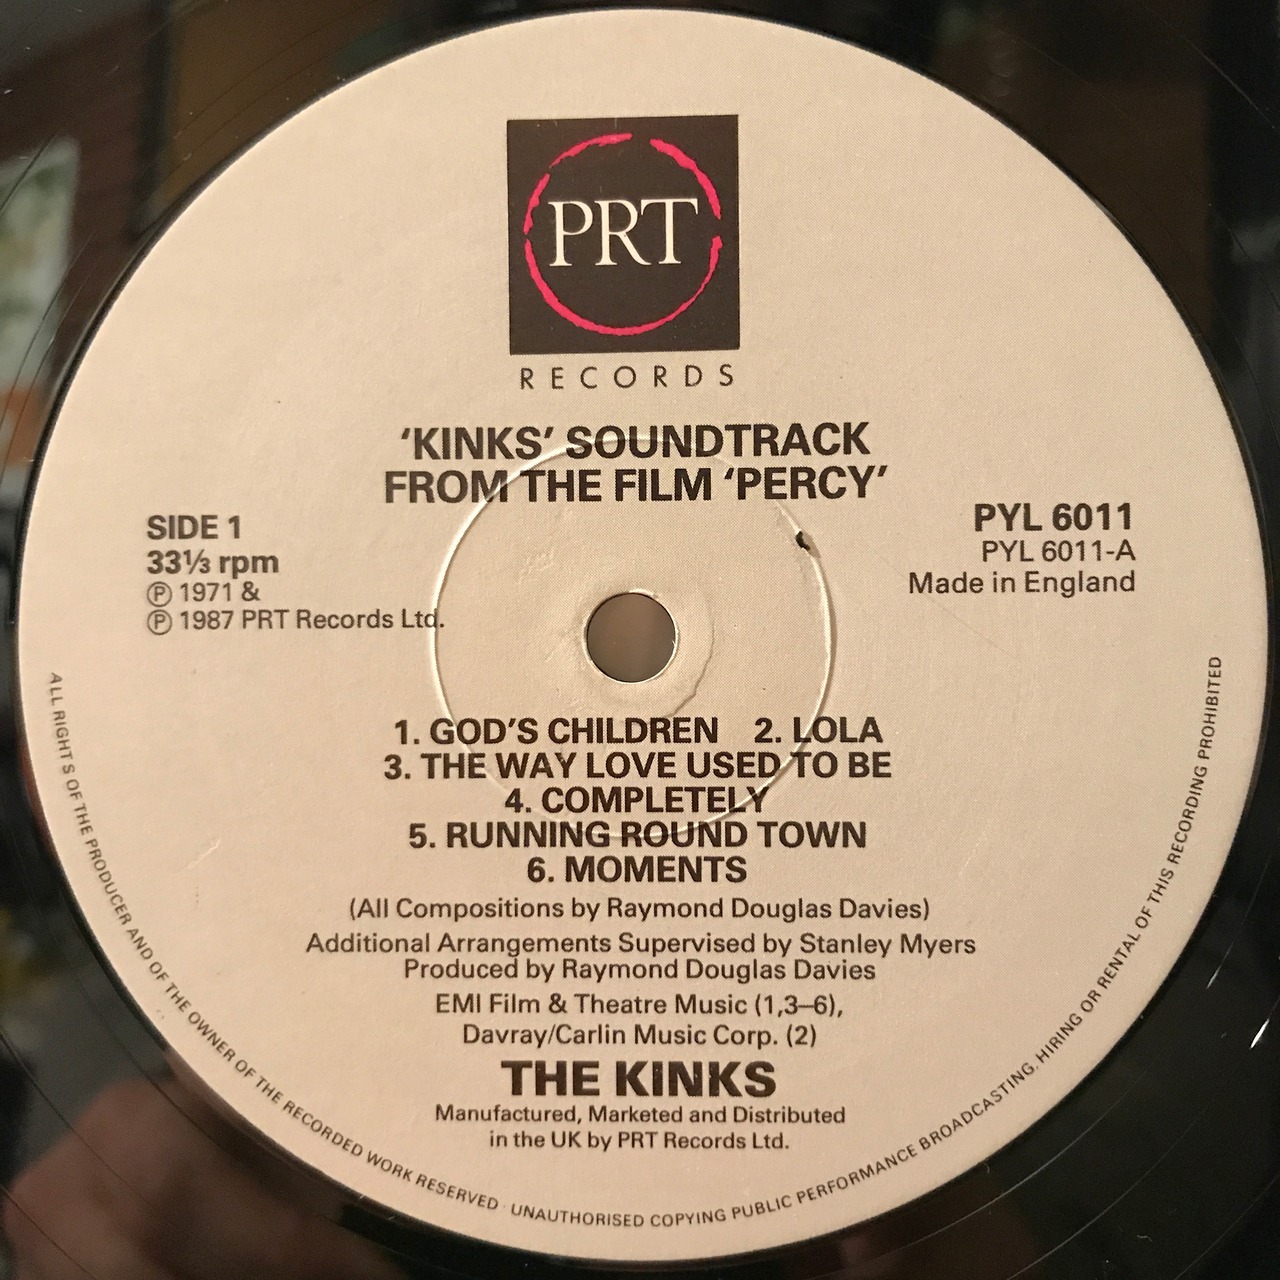 PRT
RECORDS
‘KINKS’ SOUNDTRACK
FROM THE FILM ‘PERCY’
SIDE 1
33⅓ rpm
℗ 1971 &
℗ 1987 PRT Records Ltd.
PYL 6011
PYL 6011-A
Made in England
1. GOD’S CHILDREN 2. LOLA
3. THE WAY LOVE USED TO BE
4. COMPLETELY
5. RUNNING ROUND TOWN
6. MOMENTS
(All Compositions by Raymond Douglas Davies)
Additional Arrangements Supervised by Stanley Myers
Produced by Raymond Douglas Davies
EMI Film & Theatre Music (1,3–6),
Davray/Carlin Music Corp. (2)
THE KINKS
Manufactured, Marketed and Distributed
in the UK by PRT Records Ltd.
ALL RIGHTS OF THE PRODUCER AND OF THE OWNER OF THE RECORDED WORK RESERVED · UNAUTHORISED COPYING PUBLIC PERFORMANCE BROADCASTING, HIRING OR RENTAL OF THIS RECORDING PROHIBITED